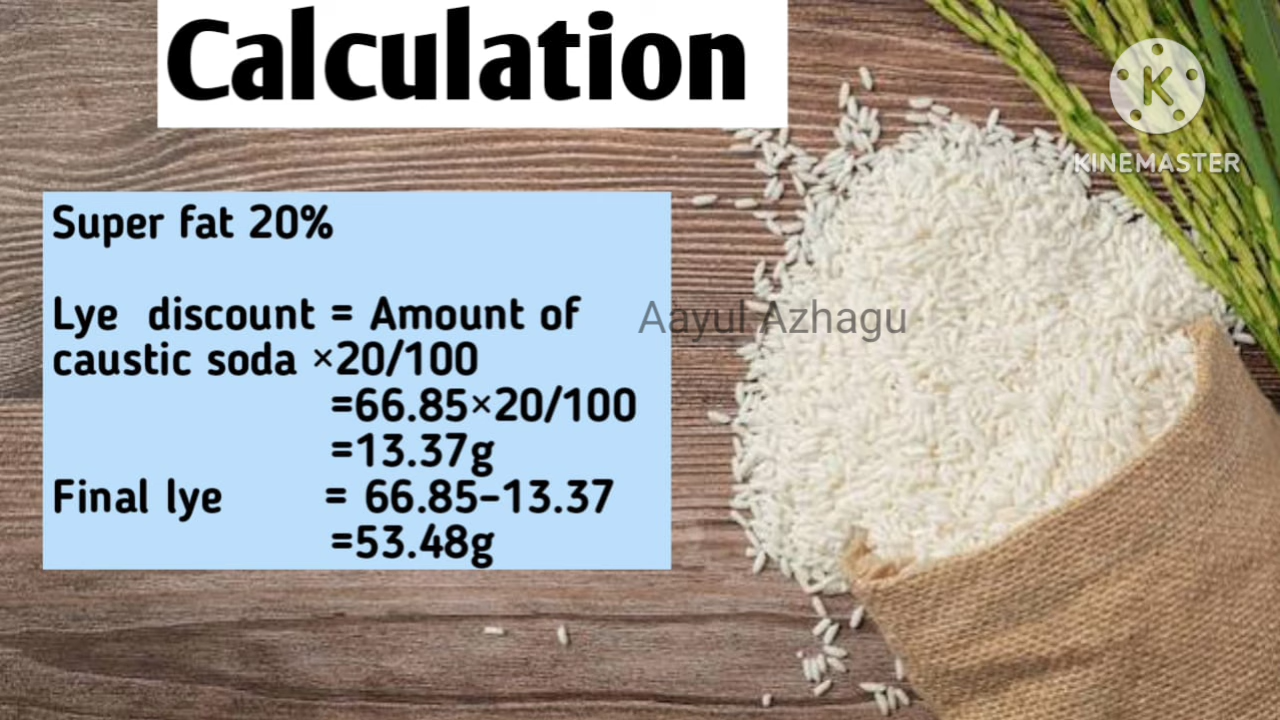 Calculation
KINEMASTER
Super fat 20%
Lye discount = Amount of
caustic soda ×20/100
=66.85×20/100
=13.37g
Final lye = 66.85-13.37
=53.48g
Aayul Azhagu